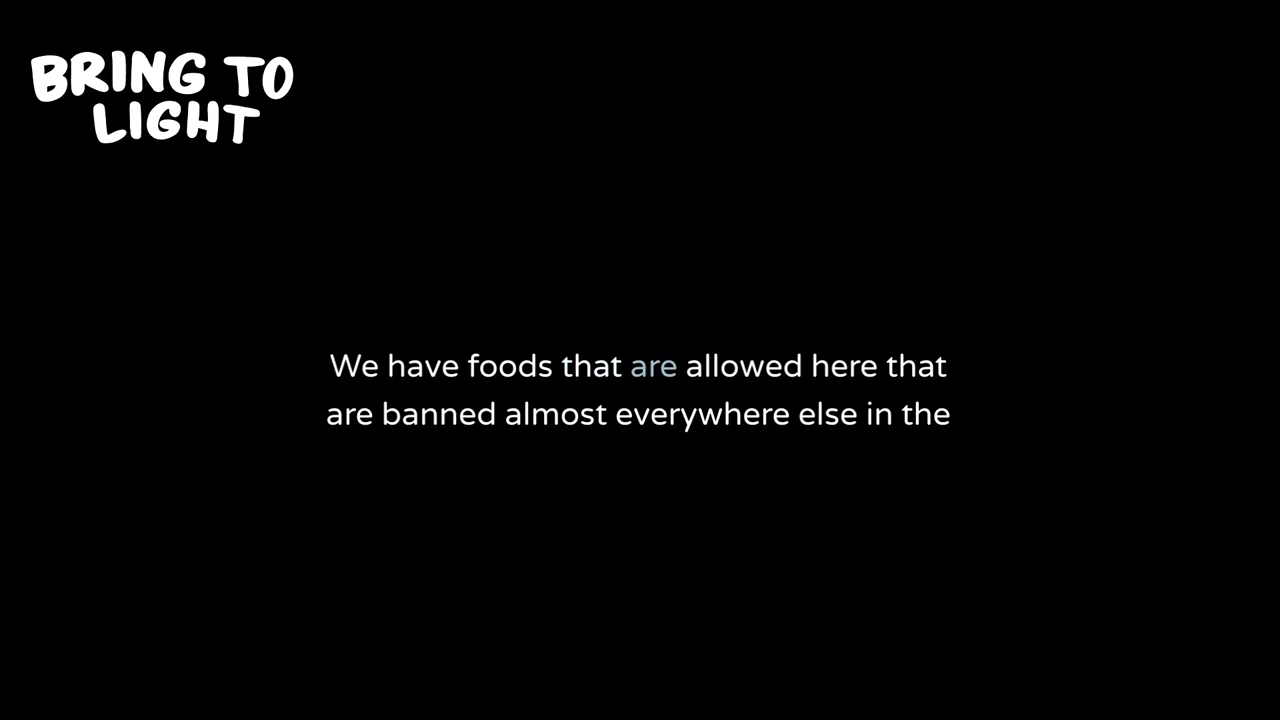 BRING TO
LIGHT
We have foods that are allowed here that
are banned almost everywhere else in the